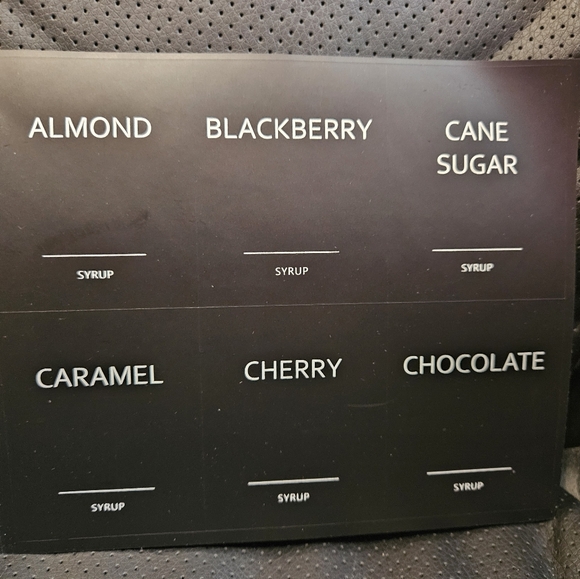 ALMOND
SYRUP
BLACKBERRY
SYRUP
CANE
SUGAR
SYRUP
CARAMEL
SYRUP
CHERRY
SYRUP
CHOCOLATE
SYRUP